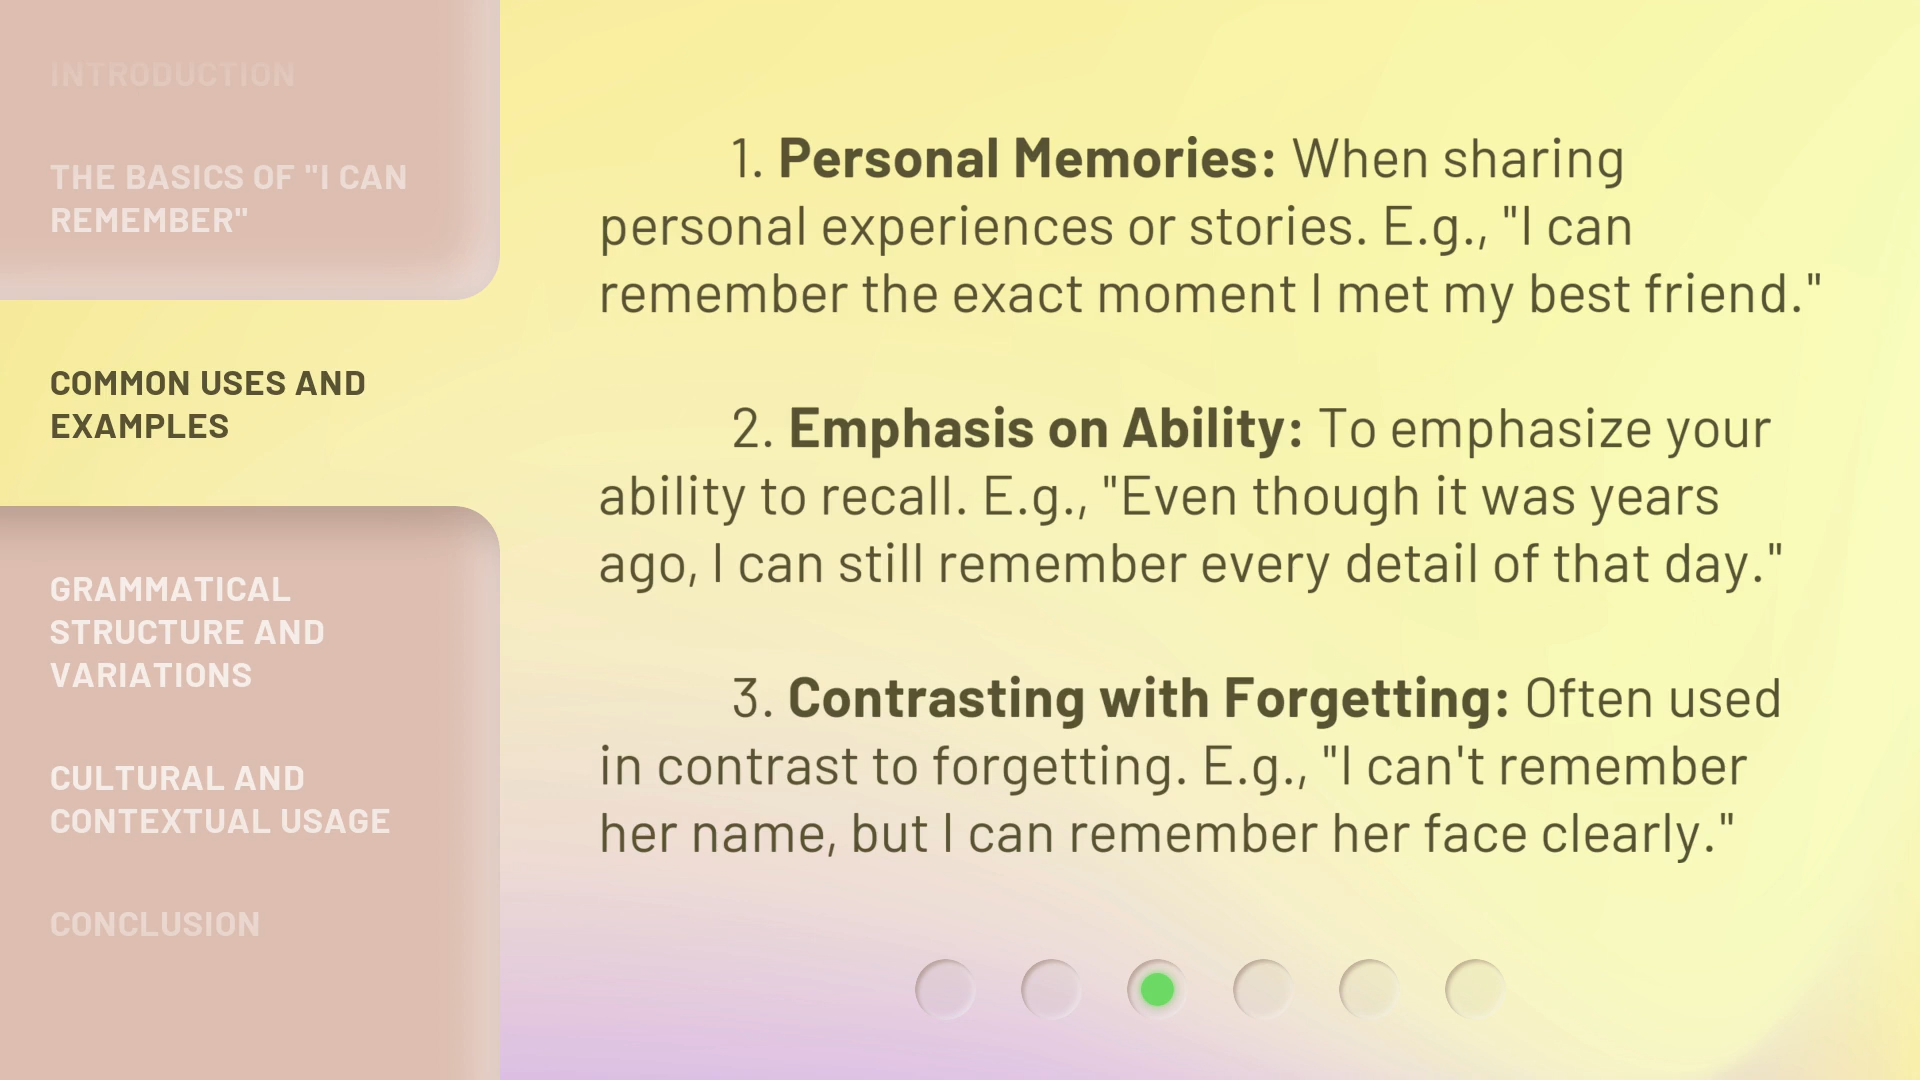 INTRODUCTION
THE BASICS OF "I CAN
REMEMBER"
COMMON USES AND
EXAMPLES
GRAMMATICAL
STRUCTURE AND
VARIATIONS
CULTURAL AND
CONTEXTUAL USAGE
CONCLUSION
1. Personal Memories: When sharing
personal experiences or stories. E.g., "I can
remember the exact moment I met my best friend."
2. Emphasis on Ability: To emphasize your
ability to recall. E.g., "Even though it was years
ago, I can still remember every detail of that day."
3. Contrasting with Forgetting: Often used
in contrast to forgetting. E.g., "I can't remember
her name, but I can remember her face clearly."